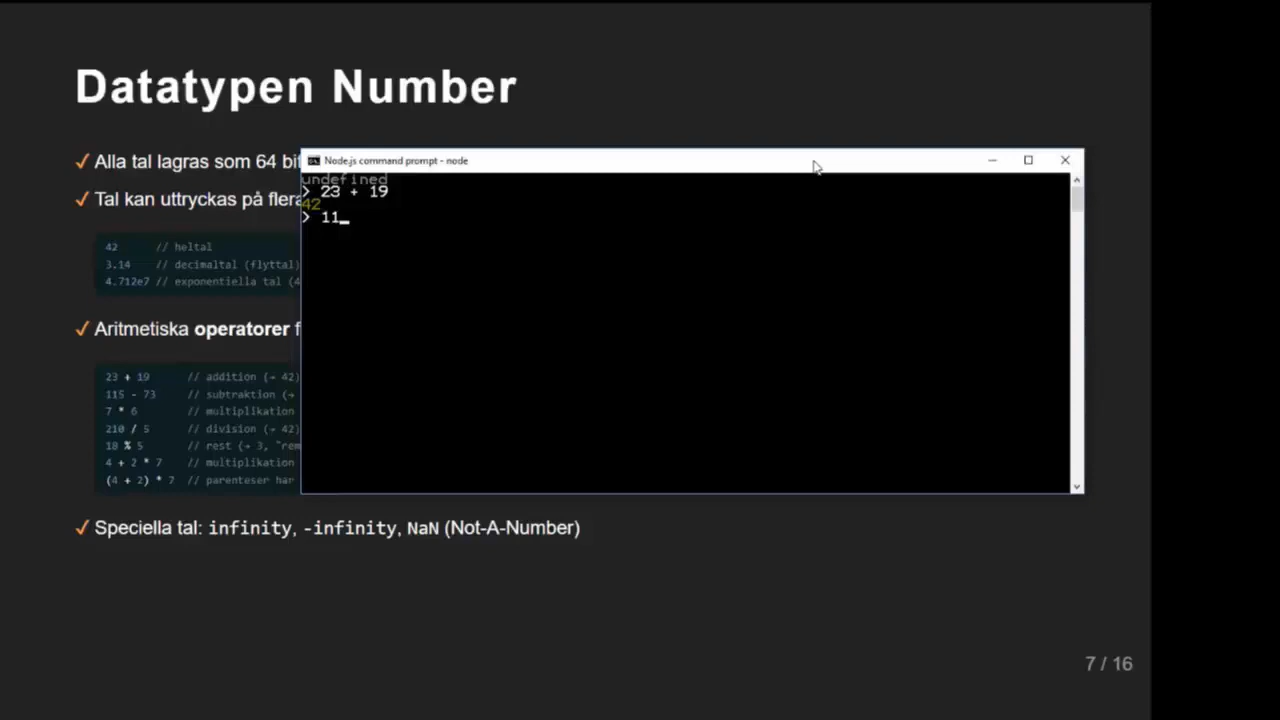 Datatypen Number
✓ Alla tal lagras som 64 bit
✓ Tal kan uttryckas på flera
42 // heltal
3.14 // decimaltal (flyttal)
4.712e7 // exponentiella tal (4
✓ Aritmetiska operatorer f
23 + 19 // addition (→ 42)
115 - 73 // subtraktion (→
7 * 6 // multiplikation
210 / 5 // division (→ 42)
18 % 5 // rest (→ 3, "rem
4 + 2 * 7 // multiplikation
(4 + 2) * 7 // parenteser har
Node.js command prompt - node
undefined
> 23 + 19
42
> 11_
✓ Speciella tal: infinity, -infinity, NaN (Not-A-Number)
7 / 16